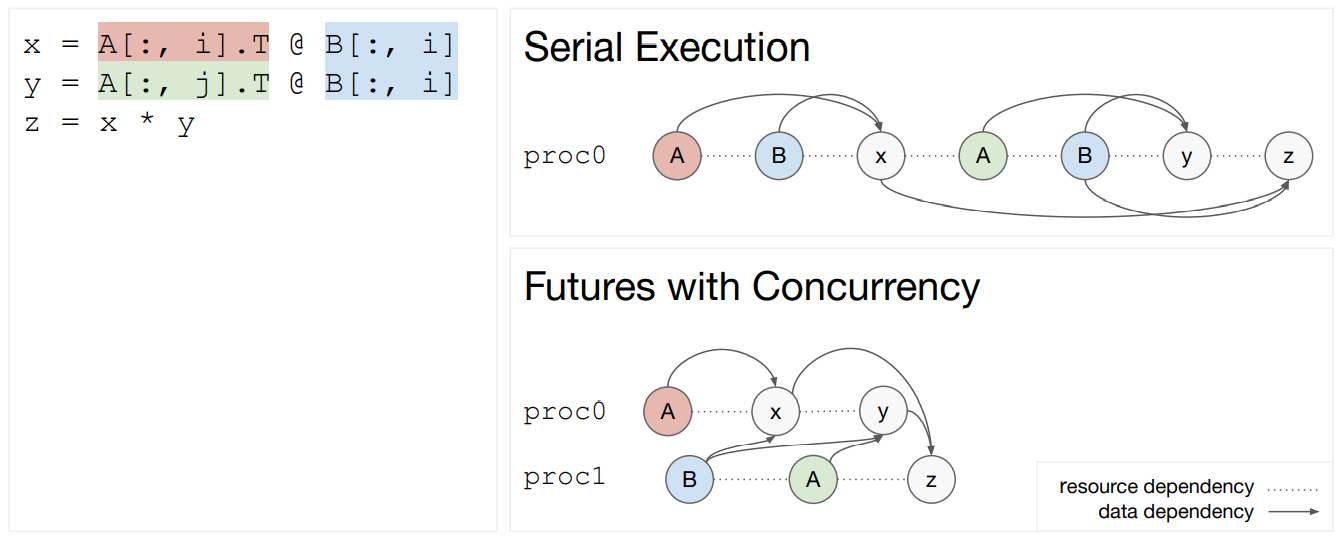 x = A[:, i].T @ B[:, i]
y = A[:, j].T @ B[:, i]
z = x * y
Serial Execution
proc0 A B x A B y z
Futures with Concurrency
proc0 A x y
proc1 B A z
resource dependency
data dependency